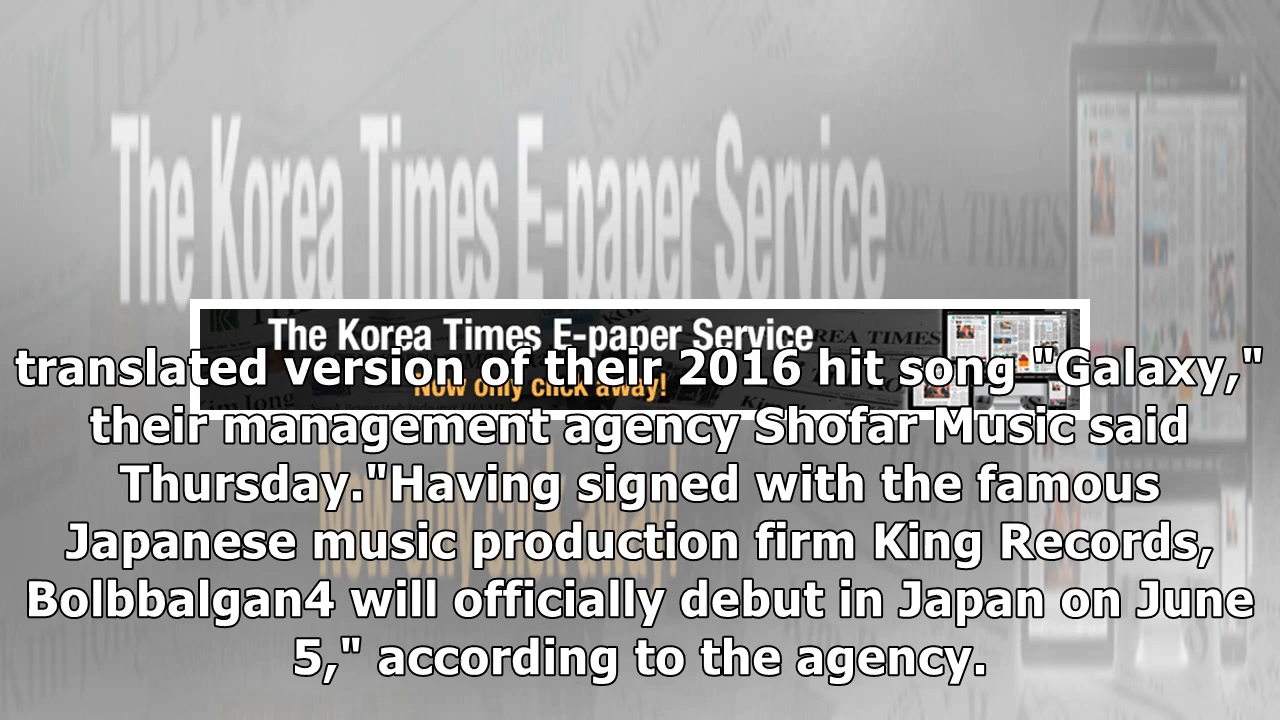 The Korea Times E-paper Service
The Korea Times E-paper Service
REA TIMES
Now only click away!
translated version of their 2016 hit song "Galaxy,"
their management agency Shofar Music said
Thursday."Having signed with the famous
Japanese music production firm King Records,
Bolbbalgan4 will officially debut in Japan on June
5," according to the agency.